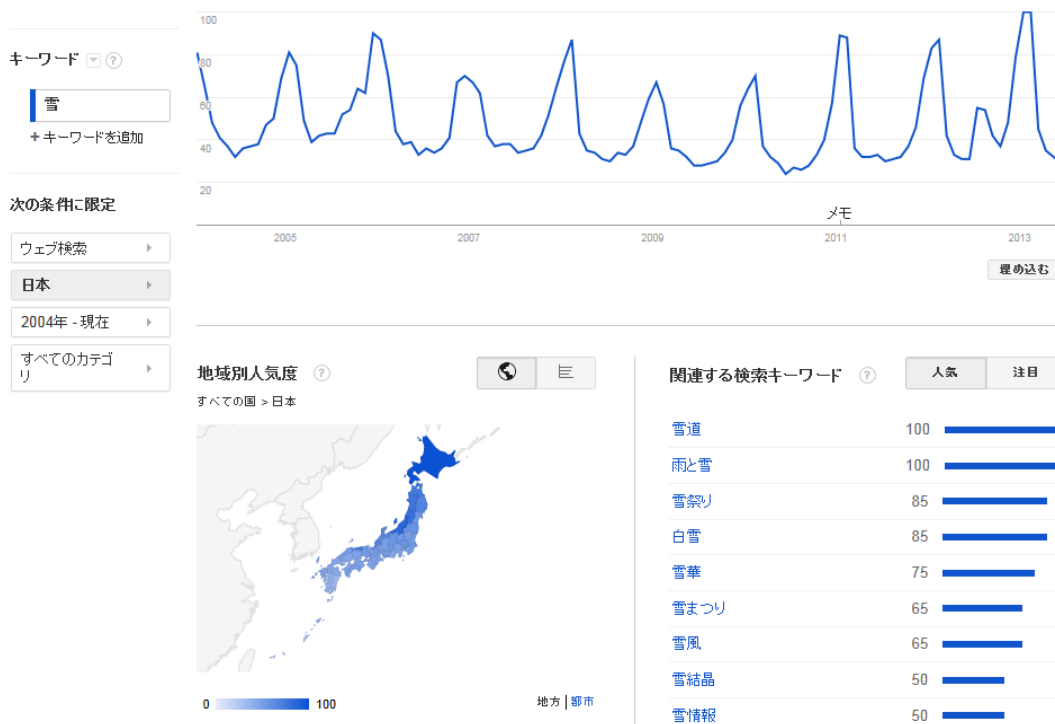 キーワード ?
雪
+ キーワードを追加
次の条件に限定
ウェブ検索
日本
2004年 - 現在
すべてのカテゴ
リ
100
80
60
40
20
メモ
2005 2007 2009 2011 2013
埋め込む
地域別人気度 ?
すべての国 > 日本
0 100
地方 | 都市
関連する検索キーワード ? 人気 注目
雪道 100
雨と雪 100
雪祭り 85
白雪 85
雪華 75
雪まつり 65
雪風 65
雪結晶 50
雪情報 50